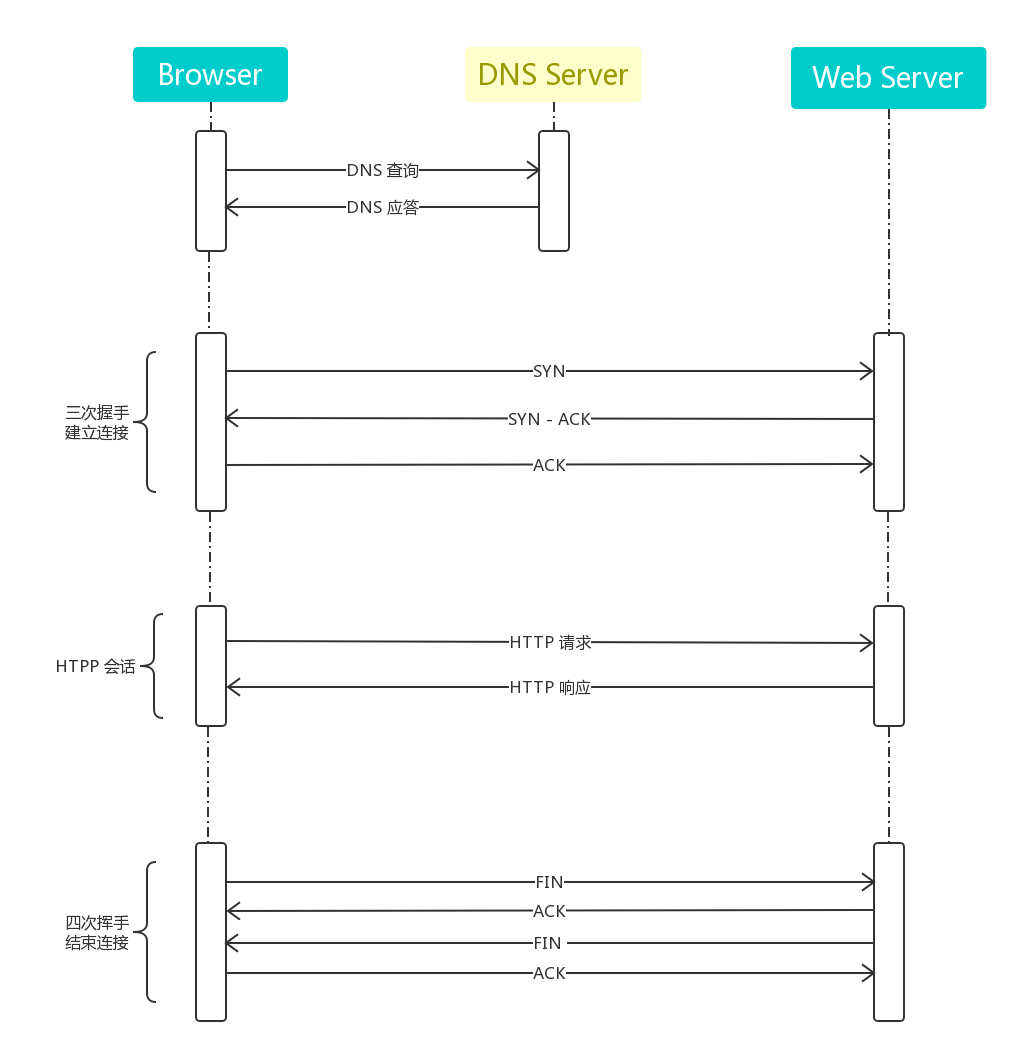 Browser
DNS Server
Web Server
DNS 查询
DNS 应答
SYN
SYN - ACK
ACK
三次握手
建立连接
HTTP 请求
HTPP 会话
HTTP 响应
FIN
ACK
FIN
ACK
四次挥手
结束连接